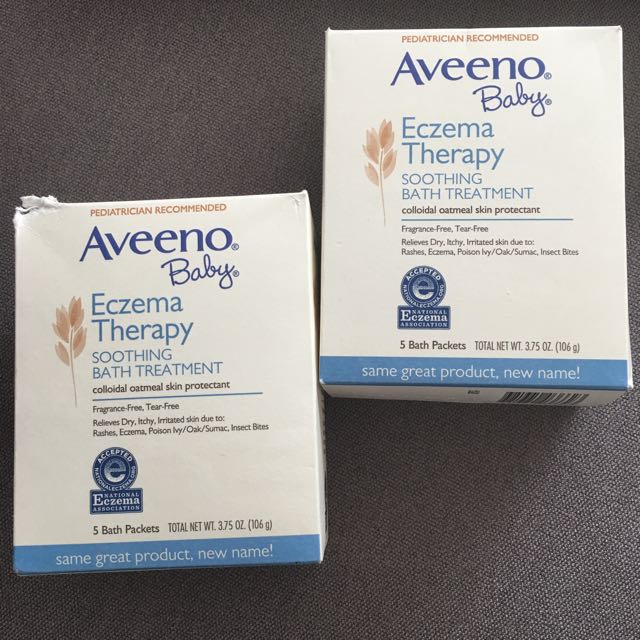 PEDIATRICIAN RECOMMENDED
Aveeno®
Baby®
Eczema
Therapy
SOOTHING
BATH TREATMENT
colloidal oatmeal skin protectant
Fragrance-Free, Tear-Free
Relieves Dry, Itchy, Irritated skin due to:
Rashes, Eczema, Poison Ivy/Oak/Sumac, Insect Bites
ACCEPTED
e
NATIONALECZEMA.ORG
NATIONAL
Eczema
ASSOCIATION
5 Bath Packets TOTAL NET WT. 3.75 OZ. (106 g)
same great product, new name!
PEDIATRICIAN RECOMMENDED
Aveeno®
Baby®
Eczema
Therapy
SOOTHING
BATH TREATMENT
colloidal oatmeal skin protectant
Fragrance-Free, Tear-Free
Relieves Dry, Itchy, Irritated skin due to:
Rashes, Eczema, Poison Ivy/Oak/Sumac, Insect Bites
ACCEPTED
e
NATIONALECZEMA.ORG
NATIONAL
Eczema
ASSOCIATION
5 Bath Packets TOTAL NET WT. 3.75 OZ. (106 g)
same great product, new name!